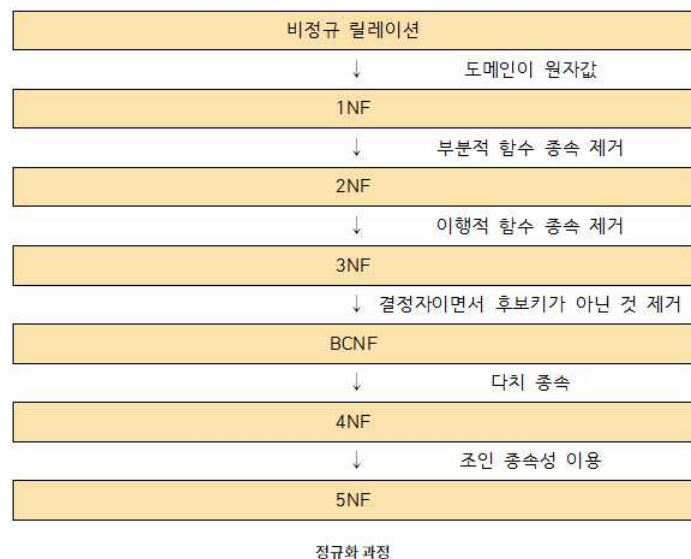 비정규 릴레이션
↓ 도메인이 원자값
1NF
↓ 부분적 함수 종속 제거
2NF
↓ 이행적 함수 종속 제거
3NF
↓ 결정자이면서 후보키가 아닌 것 제거
BCNF
↓ 다치 종속
4NF
↓ 조인 종속성 이용
5NF
정규화 과정